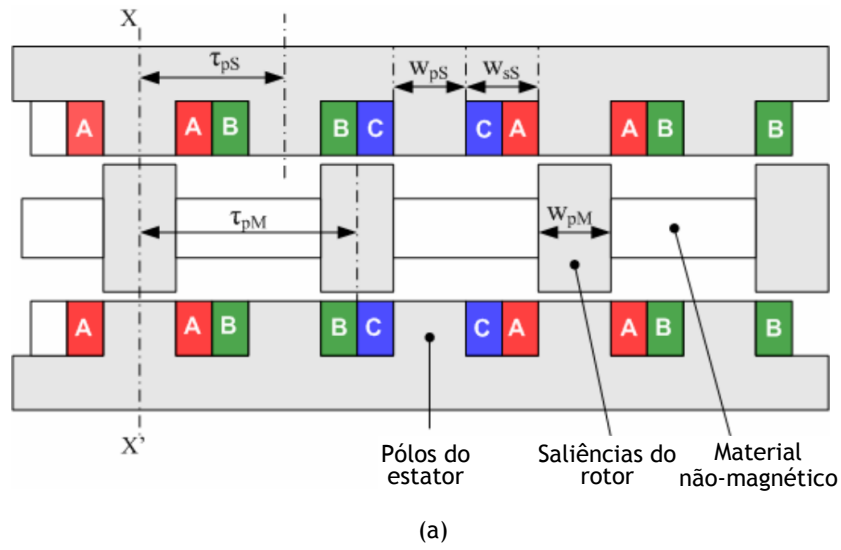 X
τpS
wpS wsS
A A B B C C A A B B
τpM
wpM
A A B B C C A A B B
X'
Pólos do
estator
Saliências do
rotor
Material
não-magnético
(a)